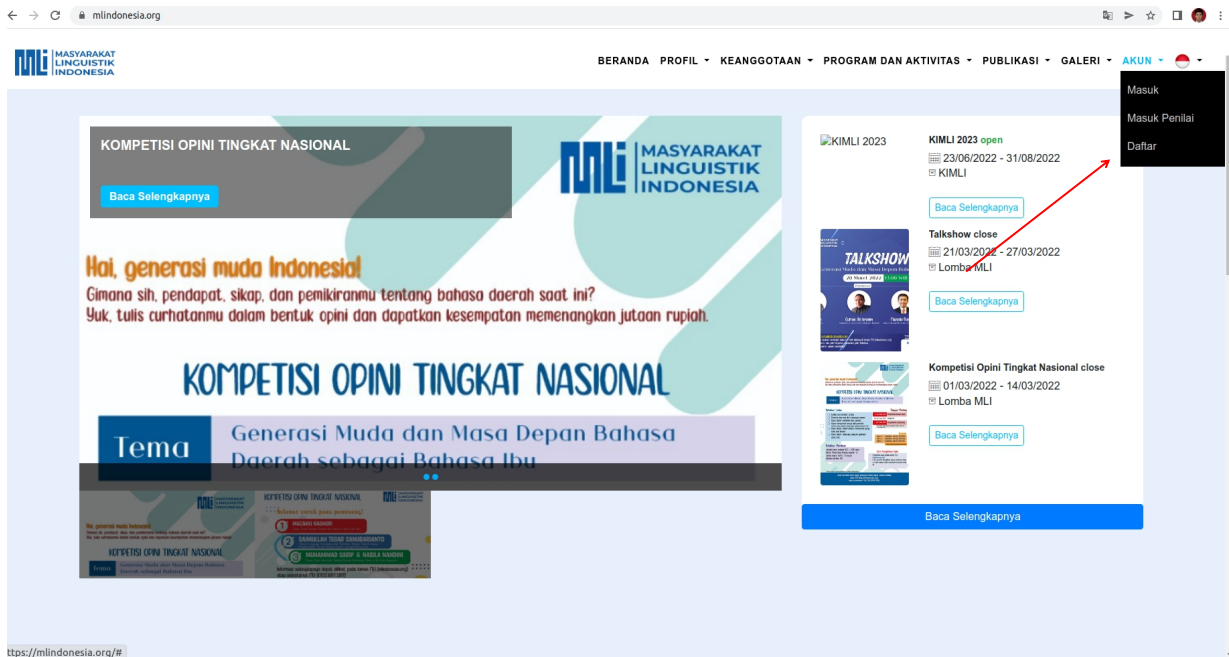 mlindonesia.org
MASYARAKAT
LINGUISTIK
INDONESIA
BERANDA PROFIL KEANGGOTAAN PROGRAM DAN AKTIVITAS PUBLIKASI GALERI AKUN
Masuk
Masuk Penilai
Daftar
KOMPETISI OPINI TINGKAT NASIONAL
Baca Selengkapnya
MASYARAKAT
LINGUISTIK
INDONESIA
Hai, generasi muda Indonesia!
Gimana sih, pendapat, sikap, dan pemikiranmu tentang bahasa daerah saat ini?
Yuk, tulis curhatanmu dalam bentuk opini dan dapatkan kesempatan memenangkan jutaan rupiah.
KOMPETISI OPINI TINGKAT NASIONAL
Tema
Generasi Muda dan Masa Depan Bahasa
Daerah sebagai Bahasa Ibu
KOMPETISI OPINI TINGKAT NASIONAL
KOMPETISI OPINI TINGKAT NASIONAL
Tema
KIMLI 2023
KIMLI 2023 open
23/06/2022 - 31/08/2022
KIMLI
Baca Selengkapnya
TALKSHOW
Talkshow close
21/03/2022 - 27/03/2022
Lomba MLI
Baca Selengkapnya
Kompetisi Opini Tingkat Nasional close
01/03/2022 - 14/03/2022
Lomba MLI
Baca Selengkapnya
Baca Selengkapnya
ttps://mlindonesia.org/#